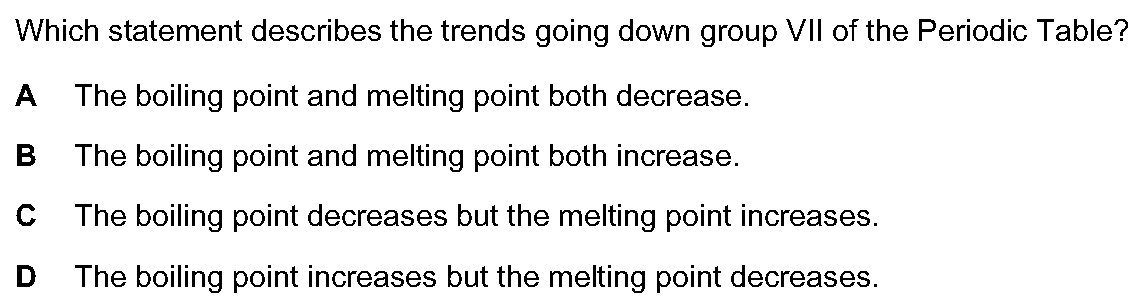 Which statement describes the trends going down group VII of the Periodic Table?
A The boiling point and melting point both decrease.
B The boiling point and melting point both increase.
C The boiling point decreases but the melting point increases.
D The boiling point increases but the melting point decreases.